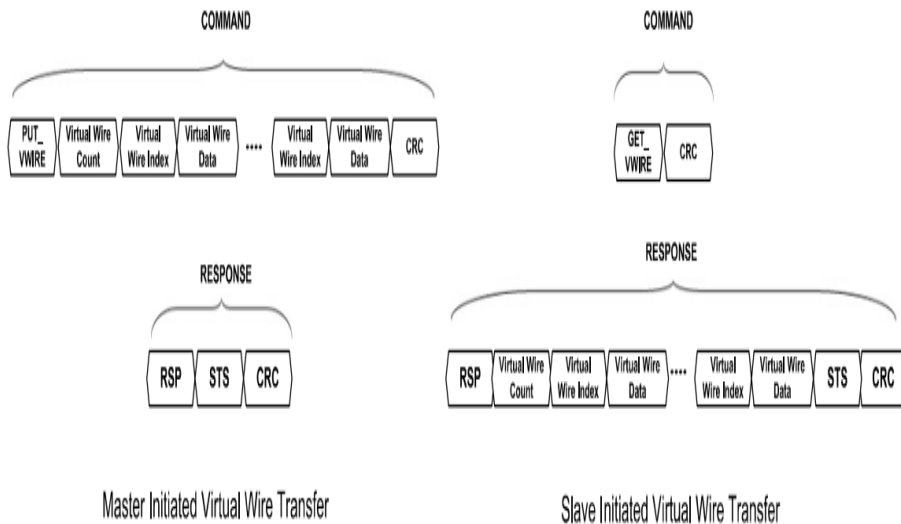 COMMAND
PUT_
VWIRE
Virtual Wire
Count
Virtual
Wire Index
Virtual Wire
Data
....
Virtual
Wire Index
Virtual Wire
Data
CRC
RESPONSE
RSP
STS
CRC
Master Initiated Virtual Wire Transfer
COMMAND
GET_
VWIRE
CRC
RESPONSE
RSP
Virtual Wire
Count
Virtual
Wire Index
Virtual Wire
Data
....
Virtual
Wire Index
Virtual Wire
Data
STS
CRC
Slave Initiated Virtual Wire Transfer